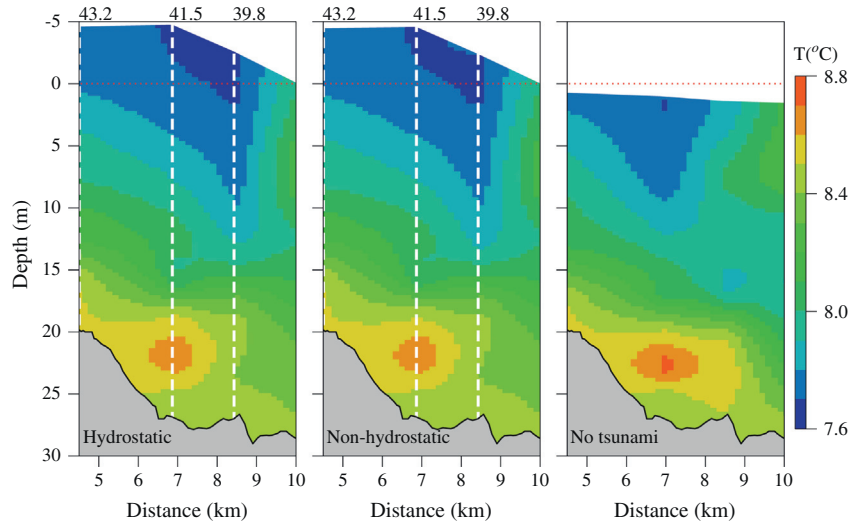 43.2 41.5 39.8
43.2 41.5 39.8
T(°C)
-5
0
5
10
15
20
25
30
Depth (m)
8.8
8.4
8.0
7.6
Hydrostatic
Non-hydrostatic
No tsunami
5 6 7 8 9 10
5 6 7 8 9 10
5 6 7 8 9 10
Distance (km)
Distance (km)
Distance (km)